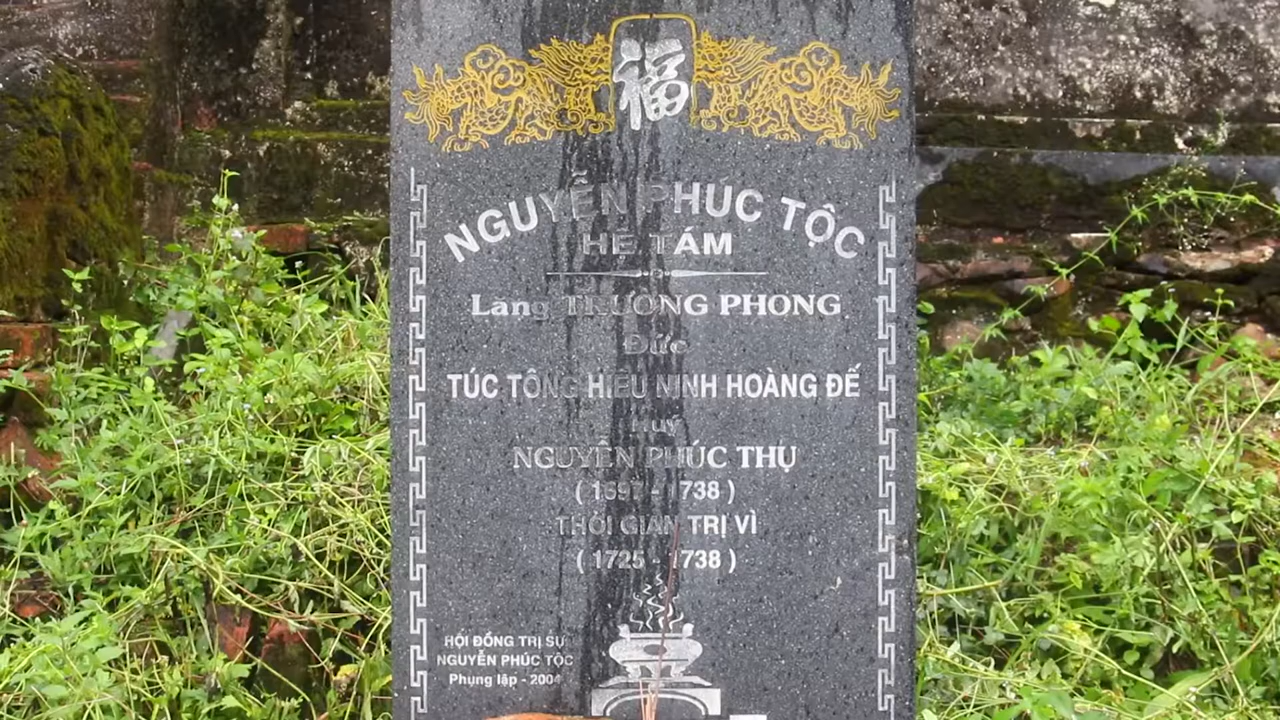 福
NGUYỄN PHÚC TỘC
HỆ TÁM
Lăng TRƯỜNG PHONG
Đức
TÚC TÔNG HIẾU NINH HOÀNG ĐẾ
Húy
NGUYỄN PHÚC THỤ
( 1697 - 1738 )
THỜI GIAN TRỊ VÌ
( 1725 - 1738 )
HỘI ĐỒNG TRỊ SỰ
NGUYỄN PHÚC TỘC
Phụng lập - 2004